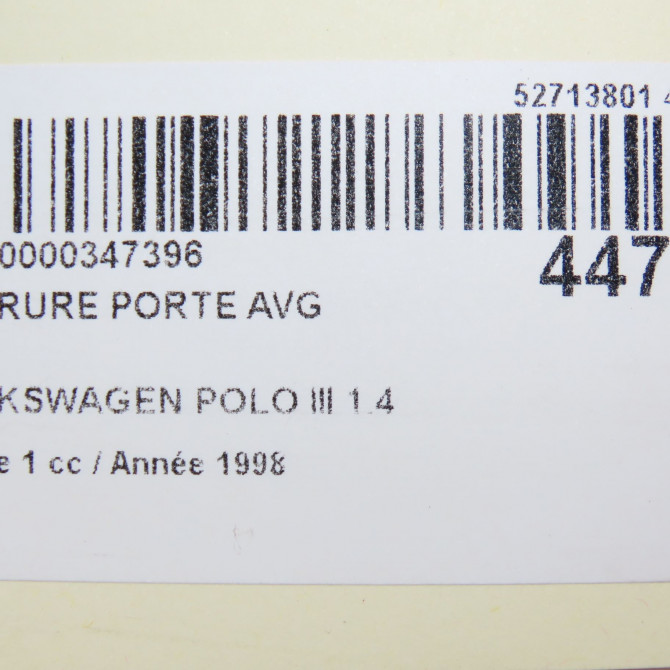 52713801 4
0000347396
447
RURE PORTE AVG
KSWAGEN POLO III 1.4
e 1 cc / Année 1998